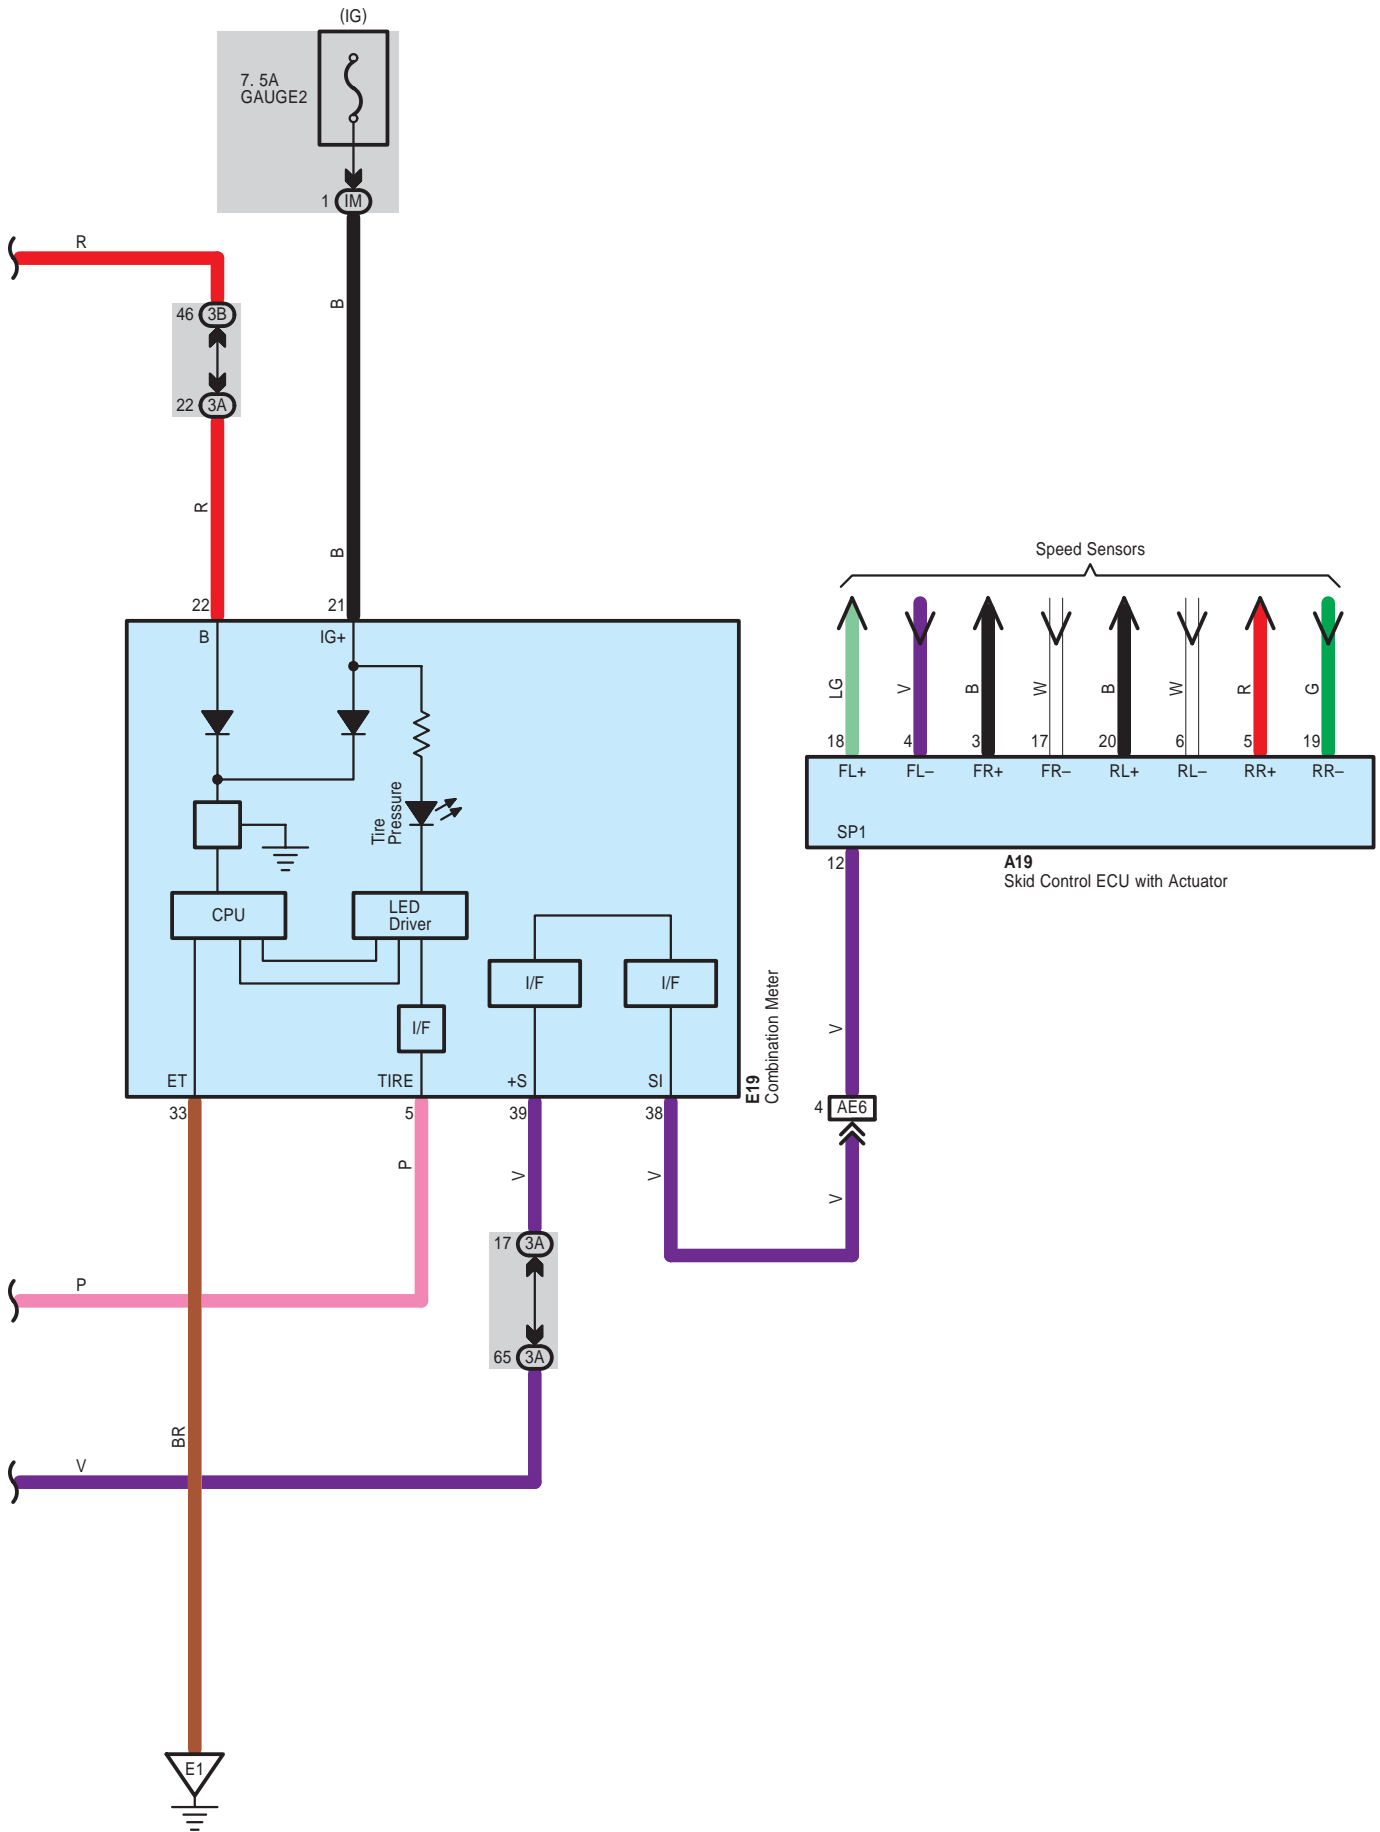 (IG)
7. 5A
GAUGE2
1 IM
R
B
46 3B
22 3A
R
B
Speed Sensors
22
21
B
IG+
LG
V
B
W
B
W
R
G
18
4
3
17
20
6
5
19
FL+
FL–
FR+
FR–
RL+
RL–
RR+
RR–
SP1
12
A19
Skid Control ECU with Actuator
Tire
Pressure
CPU
LED
Driver
I/F
I/F
I/F
E19
Combination Meter
V
ET
TIRE
+S
SI
33
5
39
38
4 AE6
P
V
V
V
17 3A
P
65 3A
BR
V
E1